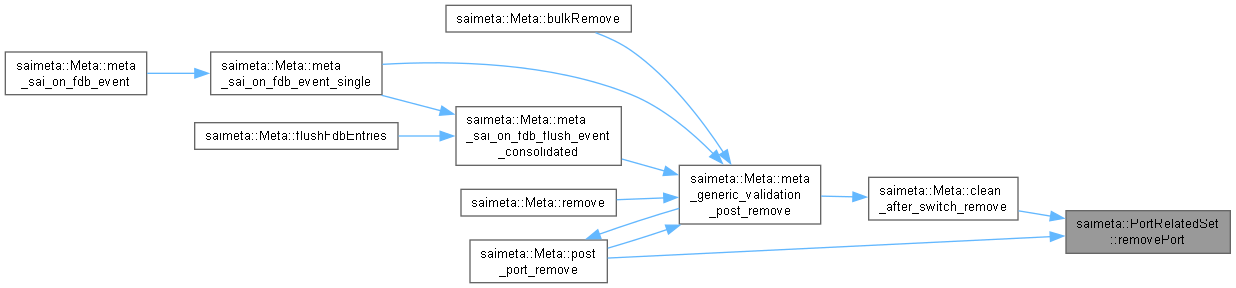 saimeta::Meta::bulkRemove
saimeta::Meta::meta
_sai_on_fdb_event
saimeta::Meta::meta
_sai_on_fdb_event_single
saimeta::Meta::meta
_sai_on_fdb_flush_event
_consolidated
saimeta::Meta::flushFdbEntries
saimeta::Meta::meta
_generic_validation
_post_remove
saimeta::Meta::clean
_after_switch_remove
saimeta::Meta::remove
saimeta::PortRelatedSet
::removePort
saimeta::Meta::post
_port_remove